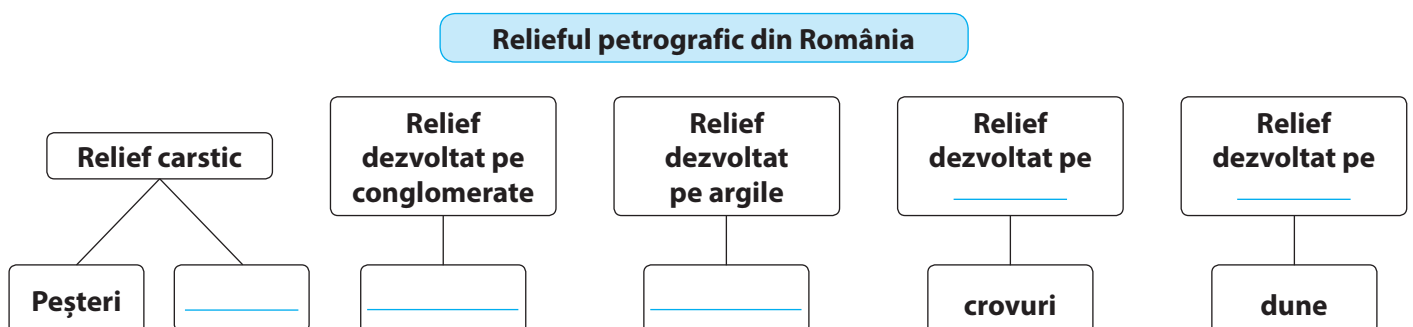 Relieful petrografic din România
Relief carstic
Relief
dezvoltat pe
conglomerate
Relief
dezvoltat
pe argile
Relief
dezvoltat pe
Relief
dezvoltat pe
Peșteri
crovuri
dune